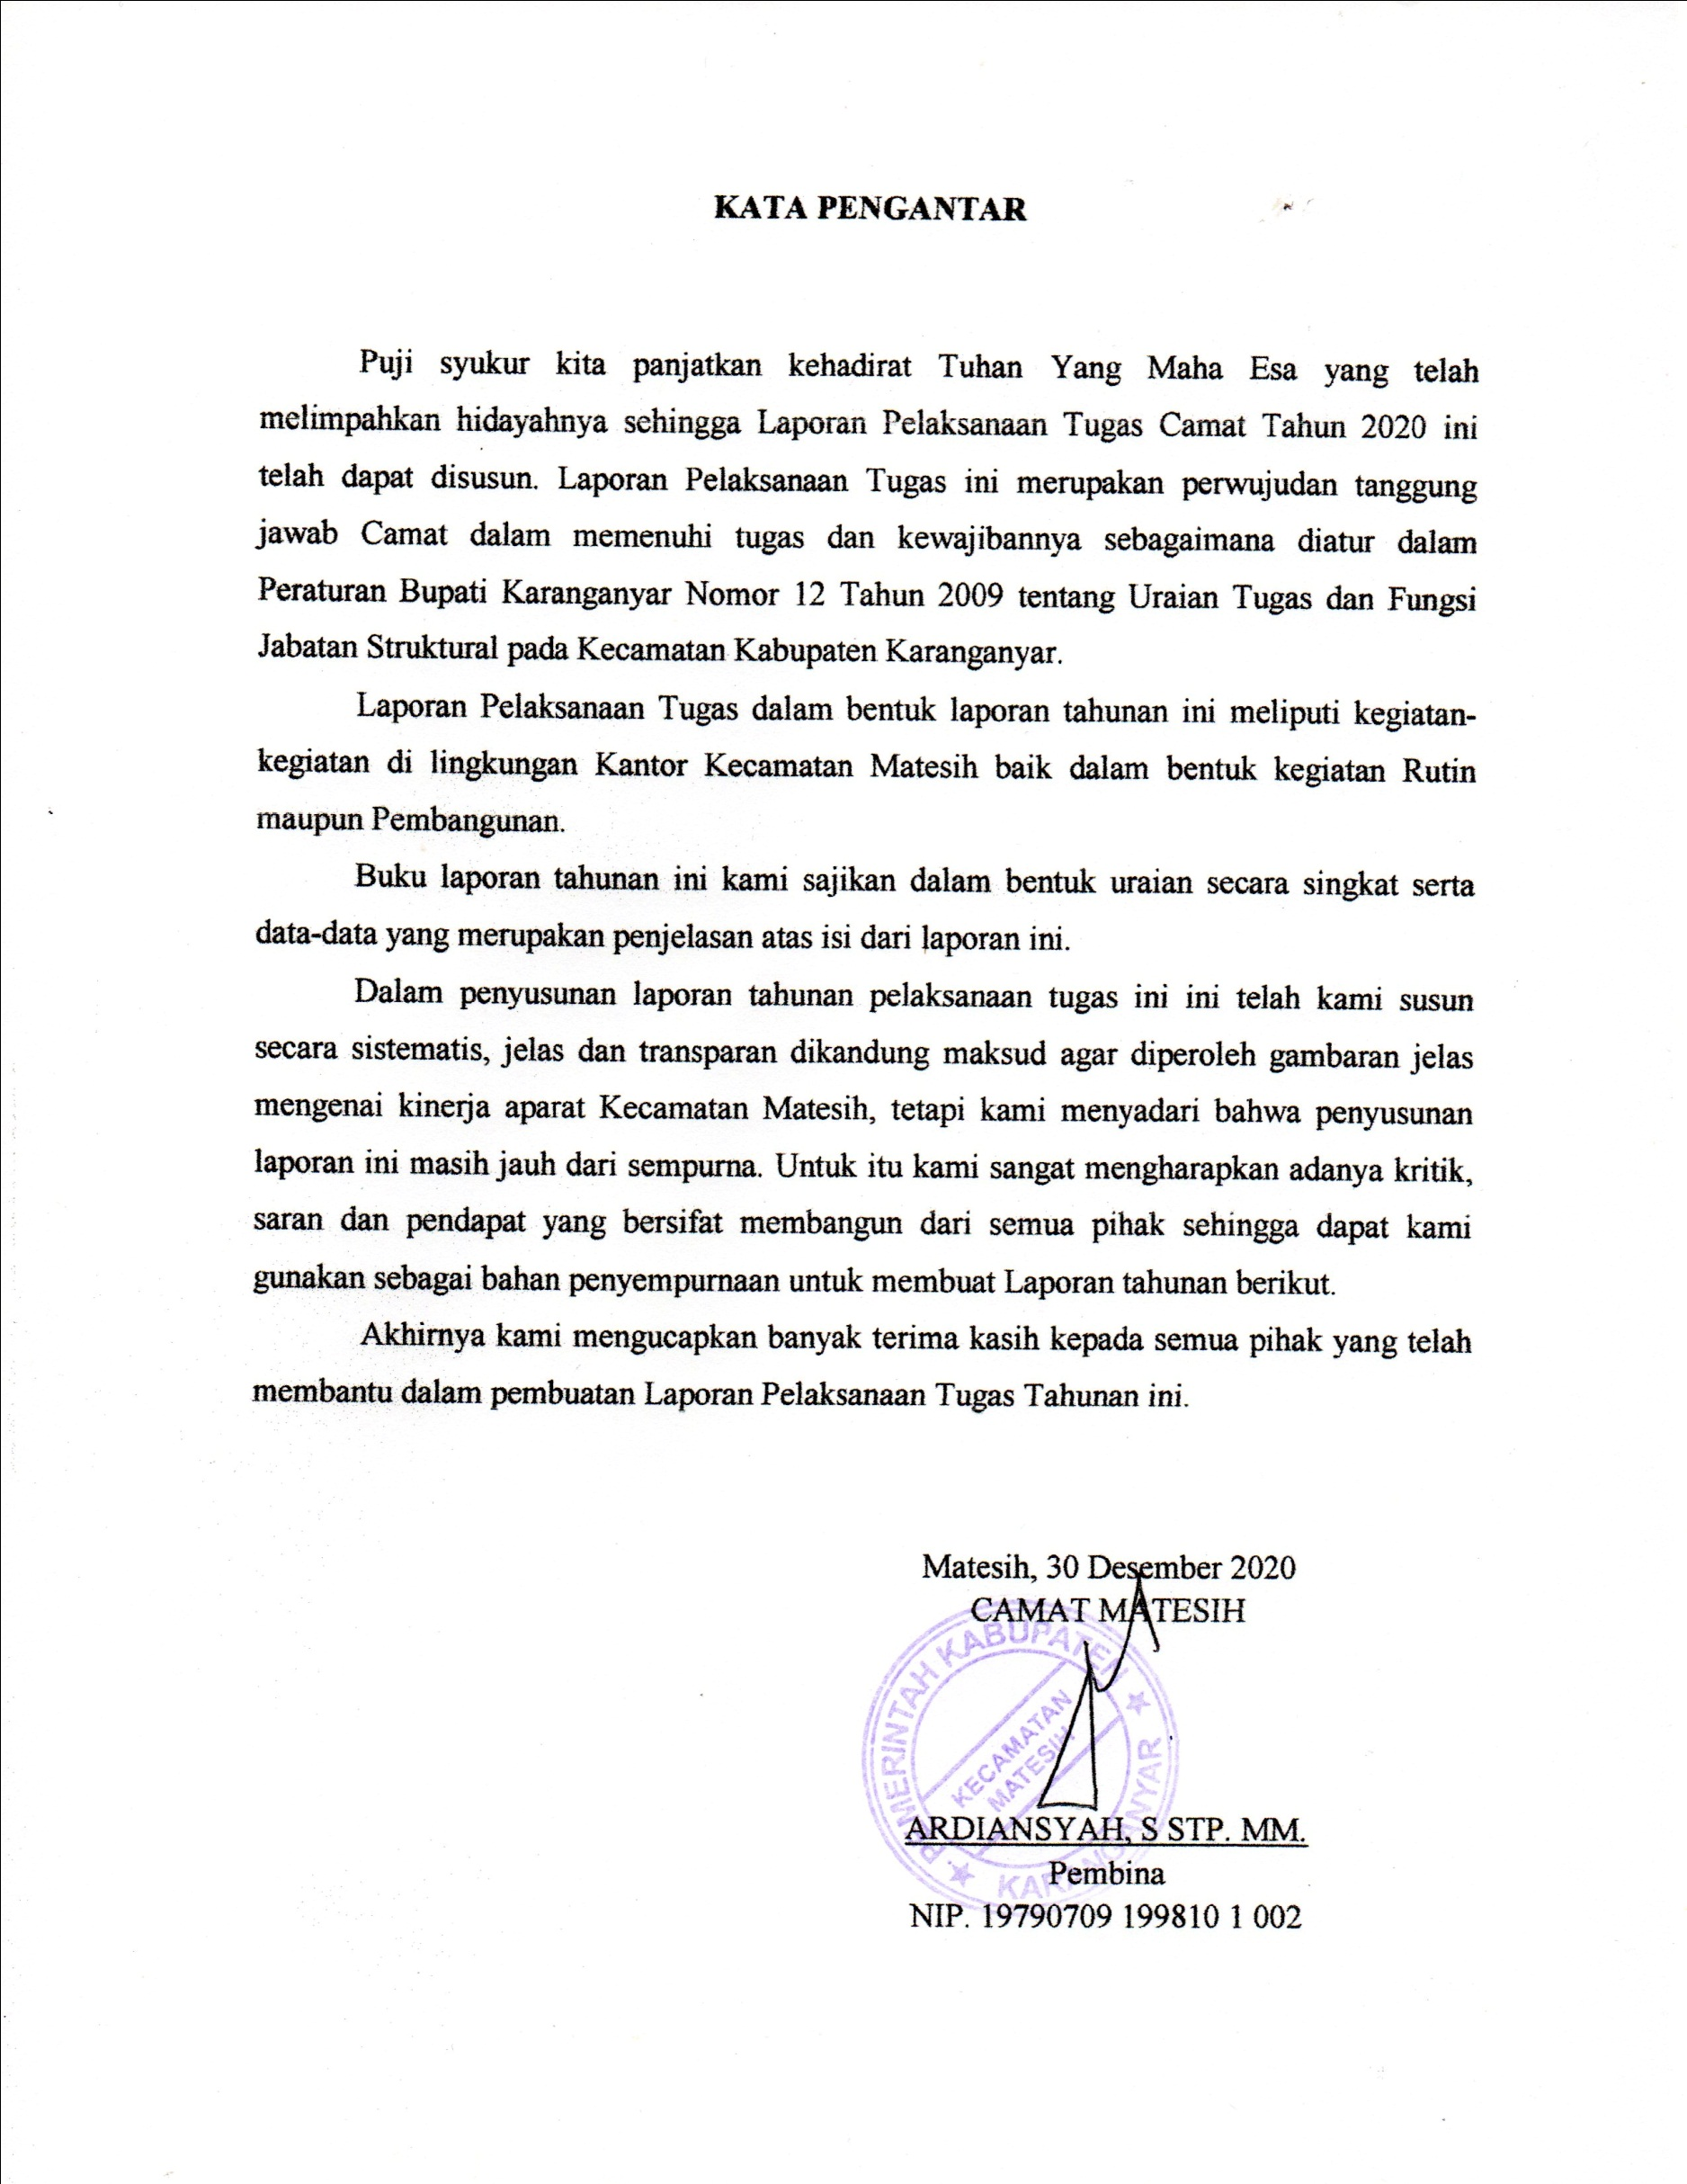 KATA PENGANTAR
Puji syukur kita panjatkan kehadirat Tuhan Yang Maha Esa yang telah
melimpahkan hidayahnya sehingga Laporan Pelaksanaan Tugas Camat Tahun 2020 ini
telah dapat disusun. Laporan Pelaksanaan Tugas ini merupakan perwujudan tanggung
jawab Camat dalam memenuhi tugas dan kewajibannya sebagaimana diatur dalam
Peraturan Bupati Karanganyar Nomor 12 Tahun 2009 tentang Uraian Tugas dan Fungsi
Jabatan Struktural pada Kecamatan Kabupaten Karanganyar.
Laporan Pelaksanaan Tugas dalam bentuk laporan tahunan ini meliputi kegiatan-
kegiatan di lingkungan Kantor Kecamatan Matesih baik dalam bentuk kegiatan Rutin
maupun Pembangunan.
Buku laporan tahunan ini kami sajikan dalam bentuk uraian secara singkat serta
data-data yang merupakan penjelasan atas isi dari laporan ini.
Dalam penyusunan laporan tahunan pelaksanaan tugas ini ini telah kami susun
secara sistematis, jelas dan transparan dikandung maksud agar diperoleh gambaran jelas
mengenai kinerja aparat Kecamatan Matesih, tetapi kami menyadari bahwa penyusunan
laporan ini masih jauh dari sempurna. Untuk itu kami sangat mengharapkan adanya kritik,
saran dan pendapat yang bersifat membangun dari semua pihak sehingga dapat kami
gunakan sebagai bahan penyempurnaan untuk membuat Laporan tahunan berikut.
Akhirnya kami mengucapkan banyak terima kasih kepada semua pihak yang telah
membantu dalam pembuatan Laporan Pelaksanaan Tugas Tahunan ini.
Matesih, 30 Desember 2020
CAMAT MATESIH
PEMERINTAH KABUPATEN
KARANGANYAR
KECAMATAN
MATESIH
ARDIANSYAH, S STP. MM.
Pembina
NIP. 19790709 199810 1 002